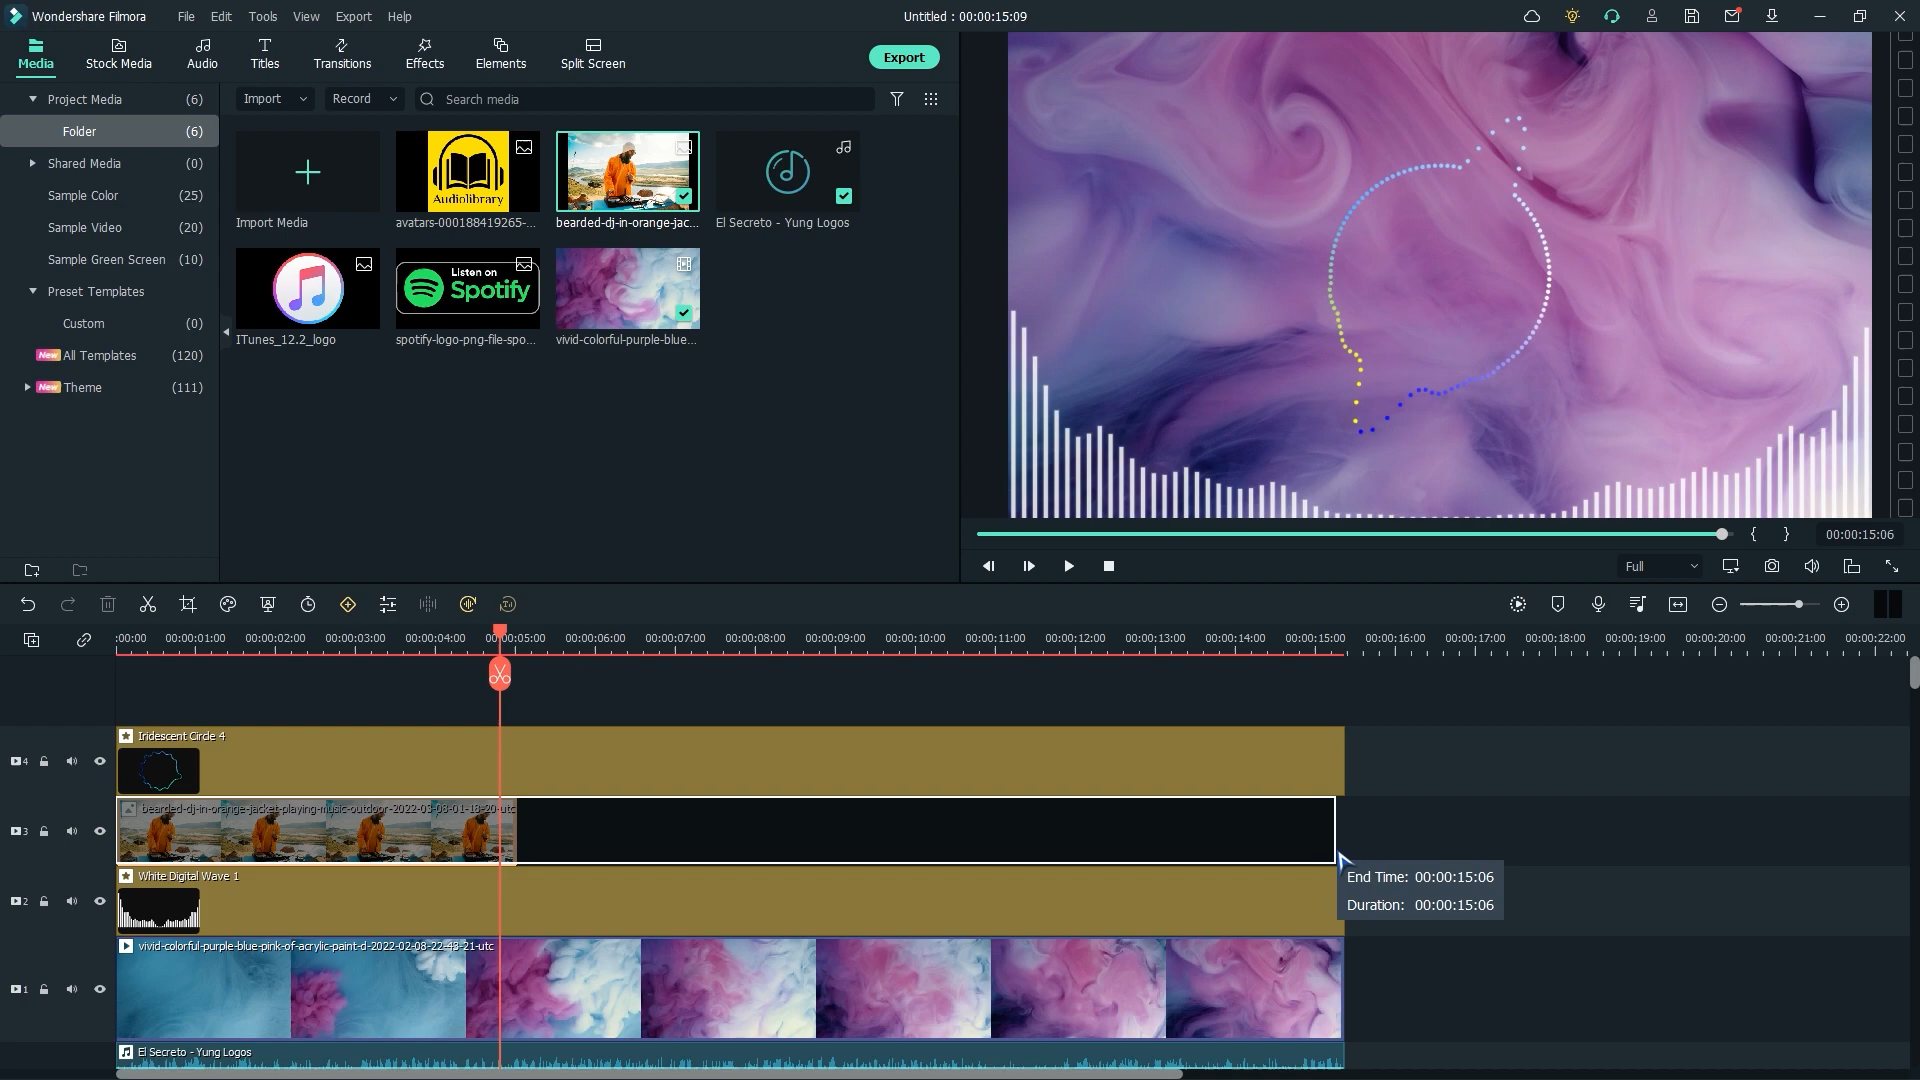 Wondershare Filmora File Edit Tools View Export Help Untitled : 00:00:15:09
Media Stock Media Audio Titles Transitions Effects Elements Split Screen Export
Project Media (6)
Folder (6)
Shared Media (0)
Sample Color (25)
Sample Video (20)
Sample Green Screen (10)
Preset Templates
Custom (0)
New All Templates (120)
New Theme (111)
Import Record Search media
Audiolibrary
Import Media avatars-000188419265-... bearded-dj-in-orange-jac... El Secreto - Yung Logos
Listen on
Spotify
ITunes_12.2_logo spotify-logo-png-file-spo... vivid-colorful-purple-blue...
{ } 00:00:15:06
Full
:00:00 00:00:01:00 00:00:02:00 00:00:03:00 00:00:04:00 00:00:05:00 00:00:06:00 00:00:07:00 00:00:08:00 00:00:09:00 00:00:10:00 00:00:11:00 00:00:12:00 00:00:13:00 00:00:14:00 00:00:15:00 00:00:16:00 00:00:17:00 00:00:18:00 00:00:19:00 00:00:20:00 00:00:21:00 00:00:22:00
Iridescent Circle 4
4
bearded-dj-in-orange-jacket-playing-music-outdoor-2022-03-08-01-18-20-utc
3
White Digital Wave 1
End Time: 00:00:15:06
2
Duration: 00:00:15:06
vivid-colorful-purple-blue-pink-of-acrylic-paint-d-2022-02-08-22-43-21-utc
1
El Secreto - Yung Logos